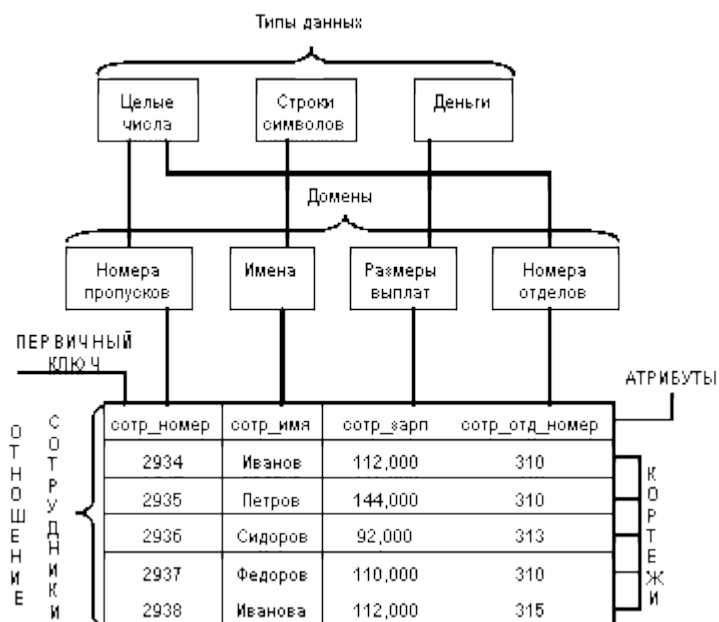 Типы данных
Целые
числа
Строки
символов
Деньги
Домены
Номера
пропусков
Имена
Размеры
выплат
Номера
отделов
ПЕРВИЧНЫЙ
КЛЮЧ
АТРИБУТЫ
ОТНОШЕНИЕ
СОТРУДНИКИ
сотр_номер сотр_имя сотр_зарп сотр_отд_номер
2934 Иванов 112,000 310
2935 Петров 144,000 310
2936 Сидоров 92,000 313
2937 Федоров 110,000 310
2938 Иванова 112,000 315
КОРТЕЖИ